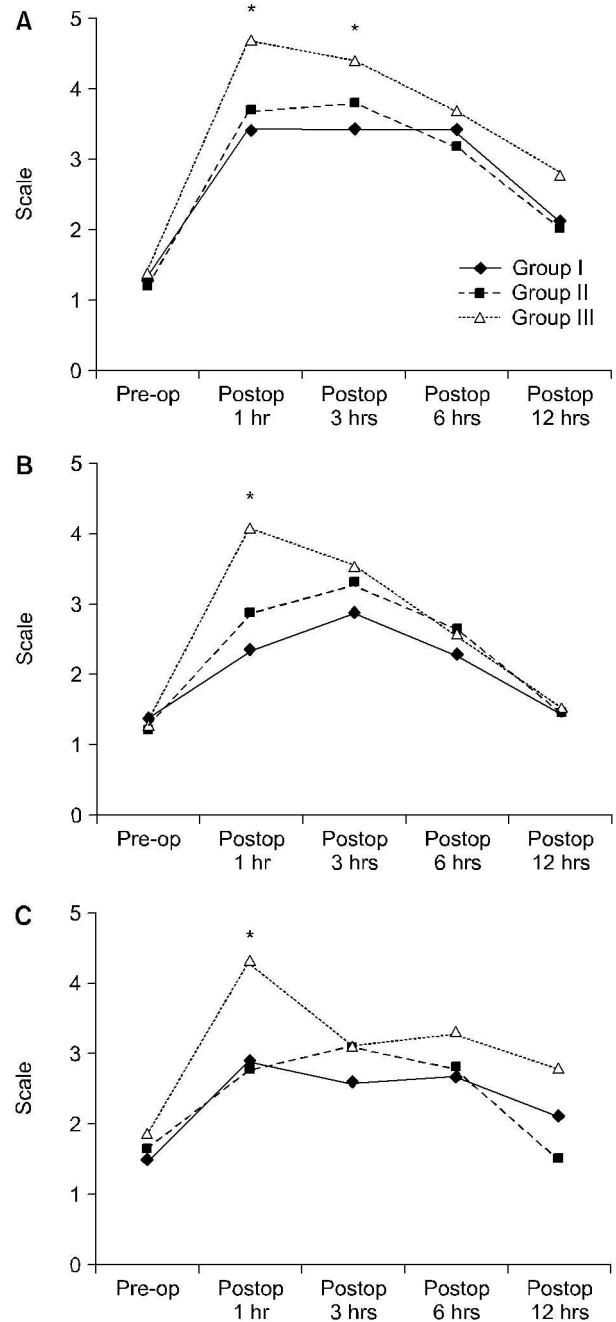 A
*
*
5
4
3
2
1
0
Scale
Group I
Group II
Group III
Pre-op
Postop
1 hr
Postop
3 hrs
Postop
6 hrs
Postop
12 hrs
B
*
5
4
3
2
1
0
Scale
Pre-op
Postop
1 hr
Postop
3 hrs
Postop
6 hrs
Postop
12 hrs
C
*
5
4
3
2
1
0
Scale
Pre-op
Postop
1 hr
Postop
3 hrs
Postop
6 hrs
Postop
12 hrs